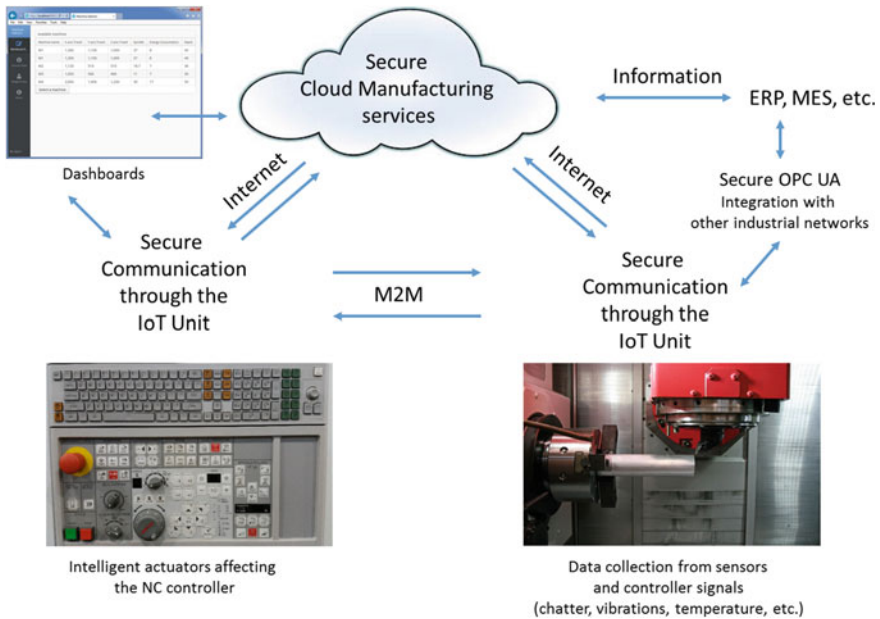 Secure
Cloud Manufacturing
services
Information
ERP, MES, etc.
Dashboards
Internet
Internet
Secure OPC UA
Integration with
other industrial networks
Secure
Communication
through the
IoT Unit
M2M
Secure
Communication
through the
IoT Unit
Intelligent actuators affecting
the NC controller
Data collection from sensors
and controller signals
(chatter, vibrations, temperature, etc.)